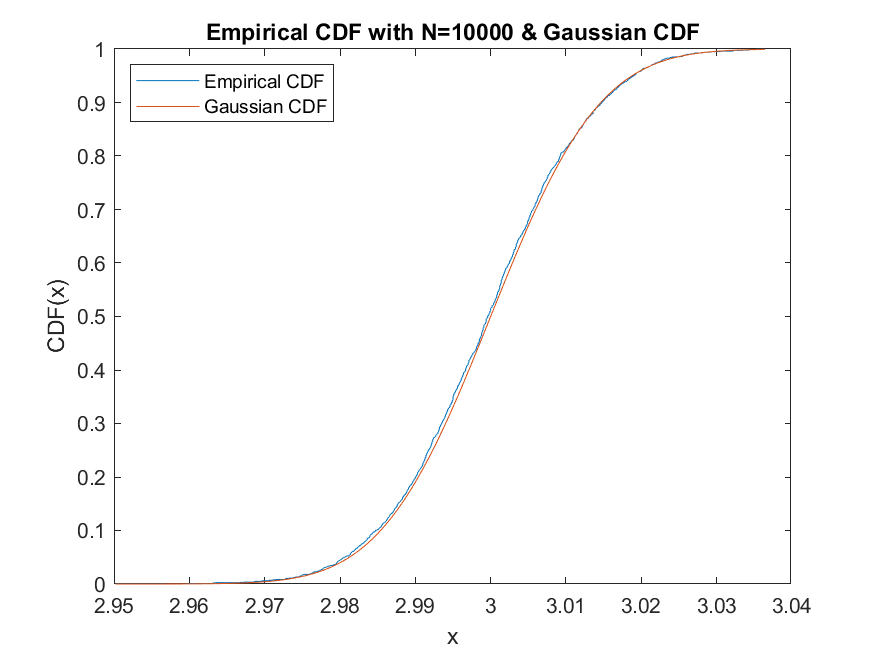 Empirical CDF with N=10000 & Gaussian CDF
Empirical CDF
Gaussian CDF
1
0.9
0.8
0.7
0.6
0.5
0.4
0.3
0.2
0.1
0
CDF(x)
2.95 2.96 2.97 2.98 2.99 3 3.01 3.02 3.03 3.04
x